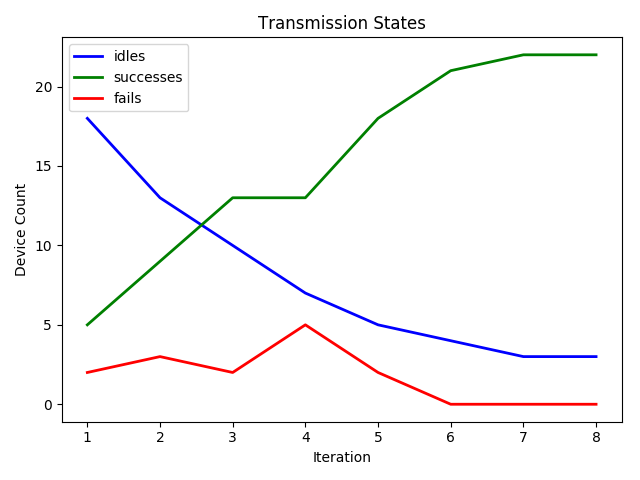 Transmission States
idles
successes
fails
Device Count
20
15
10
5
0
1 2 3 4 5 6 7 8
Iteration